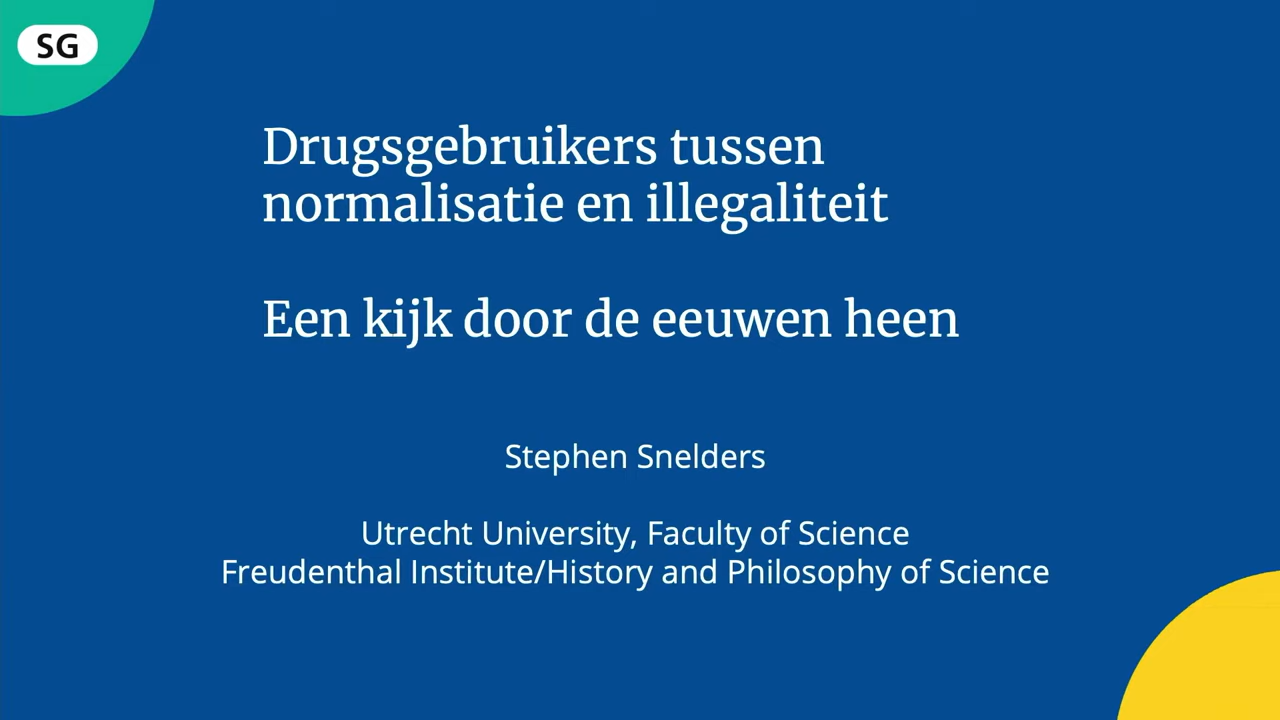 SG
Drugsgebruikers tussen
normalisatie en illegaliteit
Een kijk door de eeuwen heen
Stephen Snelders
Utrecht University, Faculty of Science
Freudenthal Institute/History and Philosophy of Science